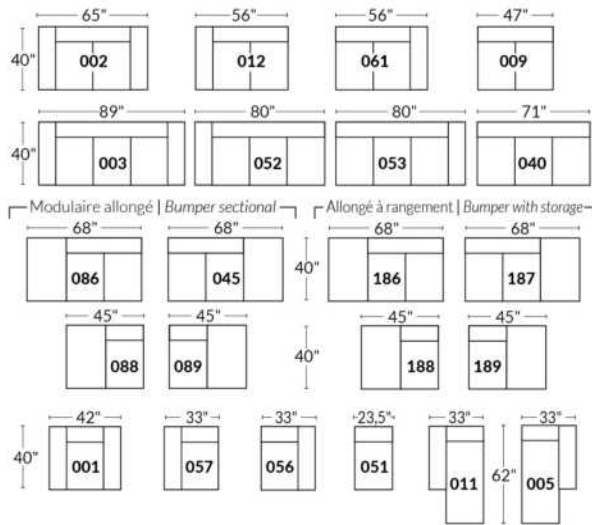 65" 56" 56" 47"
40" 002 012 061 009
89" 80" 80" 71"
40" 003 052 053 040
Modulaire allongé | Bumper sectional Allongé à rangement | Bumper with storage
68" 68" 68" 68"
086 045 40" 186 187
45" 45" 45" 45"
088 089 40" 188 189
42" 33" 33" 23,5" 33" 33"
40" 001 057 056 051 011 62" 005